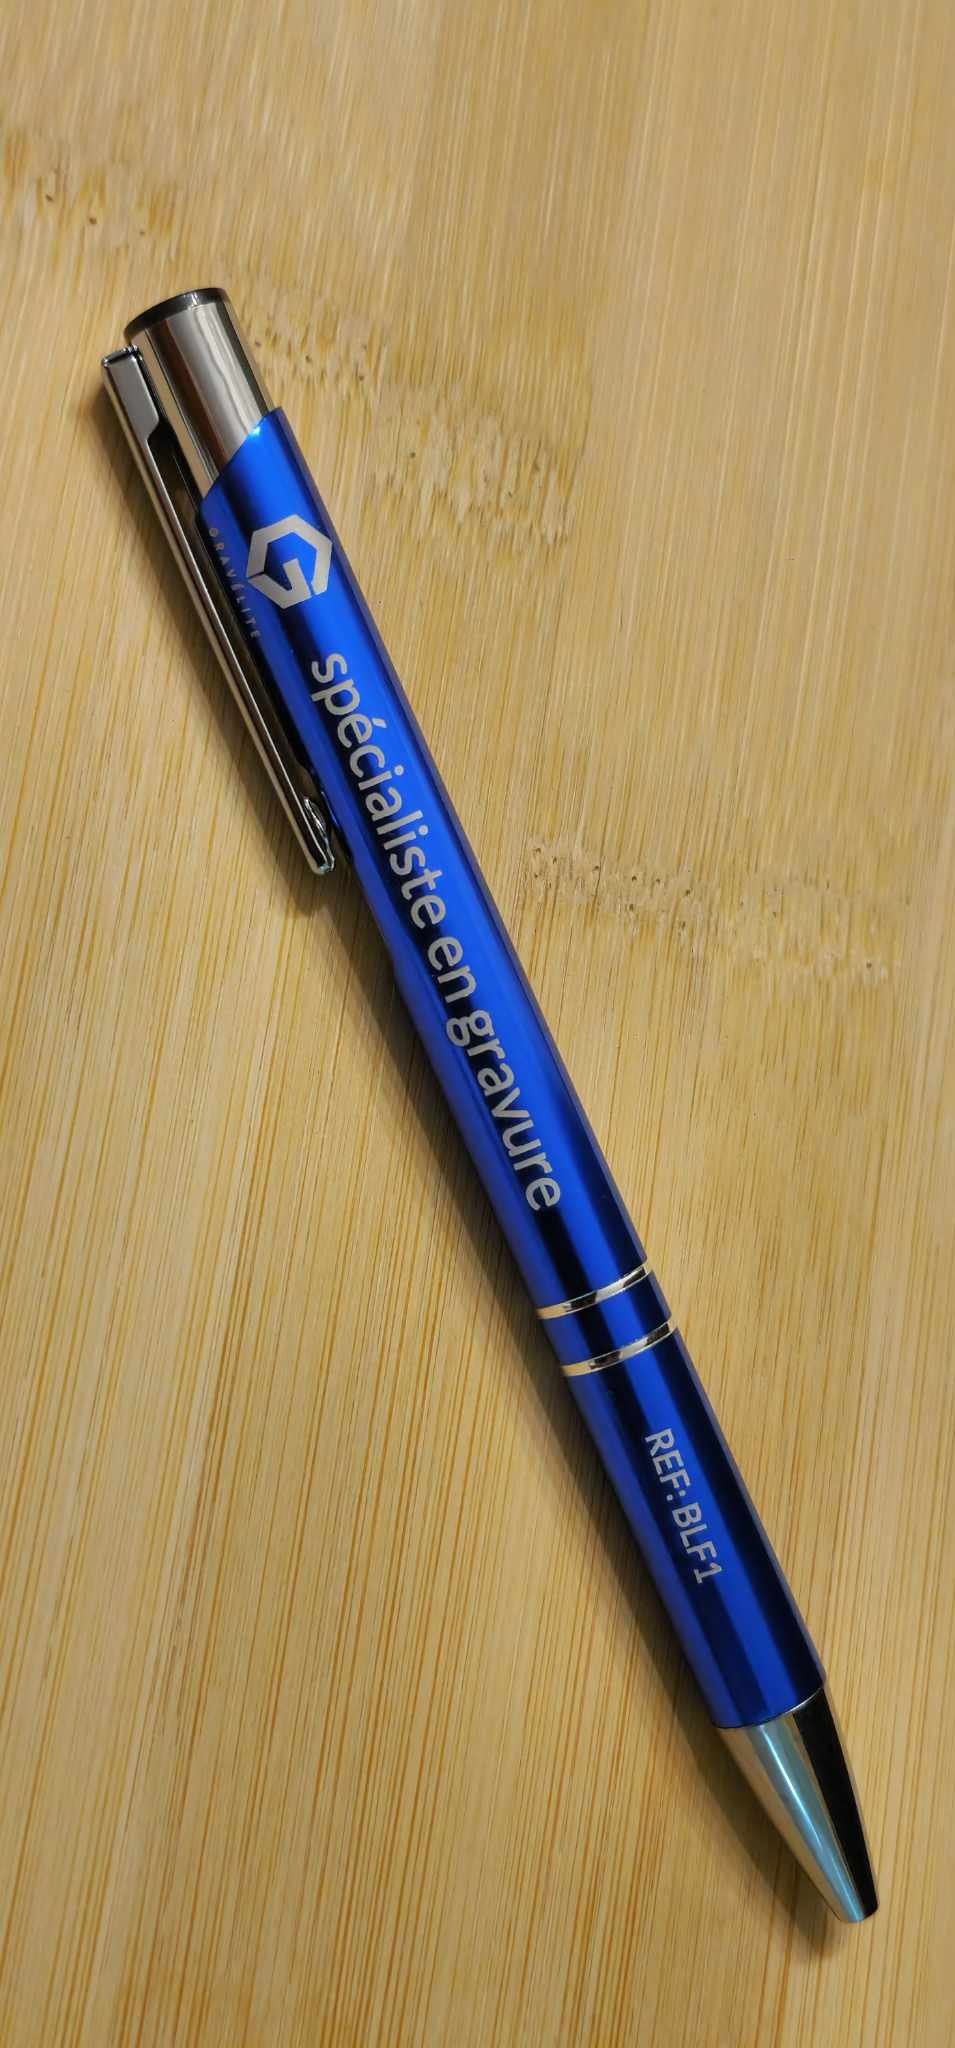 GRAVÉLITE
G
spécialiste en gravure
REF: BLF1